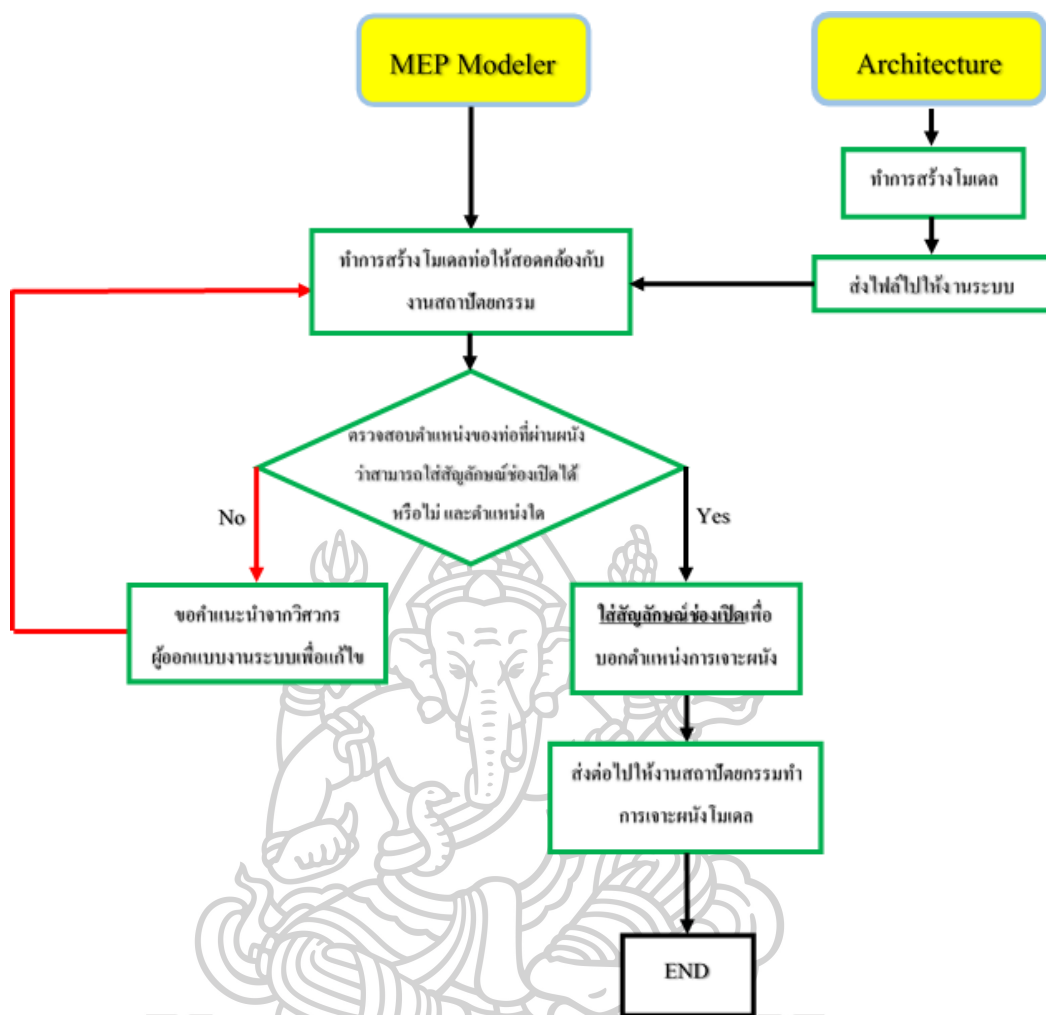 MEP Modeler
Architecture
ทำการสร้างโมเดล
ทำการสร้างโมเดลท่อให้สอดคล้องกับ
งานสถาปัตยกรรม
ส่งไฟล์ไปให้งานระบบ
ตรวจสอบตำแหน่งของท่อที่ผ่านผนัง
ว่าสามารถใส่สัญลักษณ์ช่องเปิดได้
หรือไม่ และตำแหน่งใด
No
Yes
ขอคำแนะนำจากวิศวกร
ผู้ออกแบบงานระบบเพื่อแก้ไข
ใส่สัญลักษณ์ช่องเปิดเพื่อ
บอกตำแหน่งการเจาะผนัง
ส่งต่อไปให้งานสถาปัตยกรรมทำ
การเจาะผนังโมเดล
END